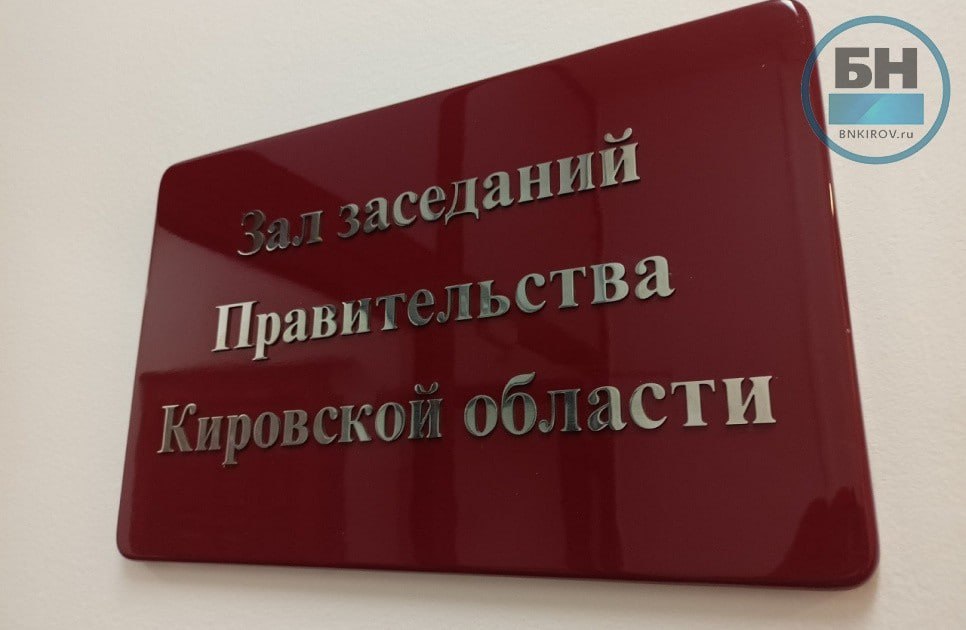 БН
BNKIROV.ru
Зал заседаний
Правительства
Кировской области